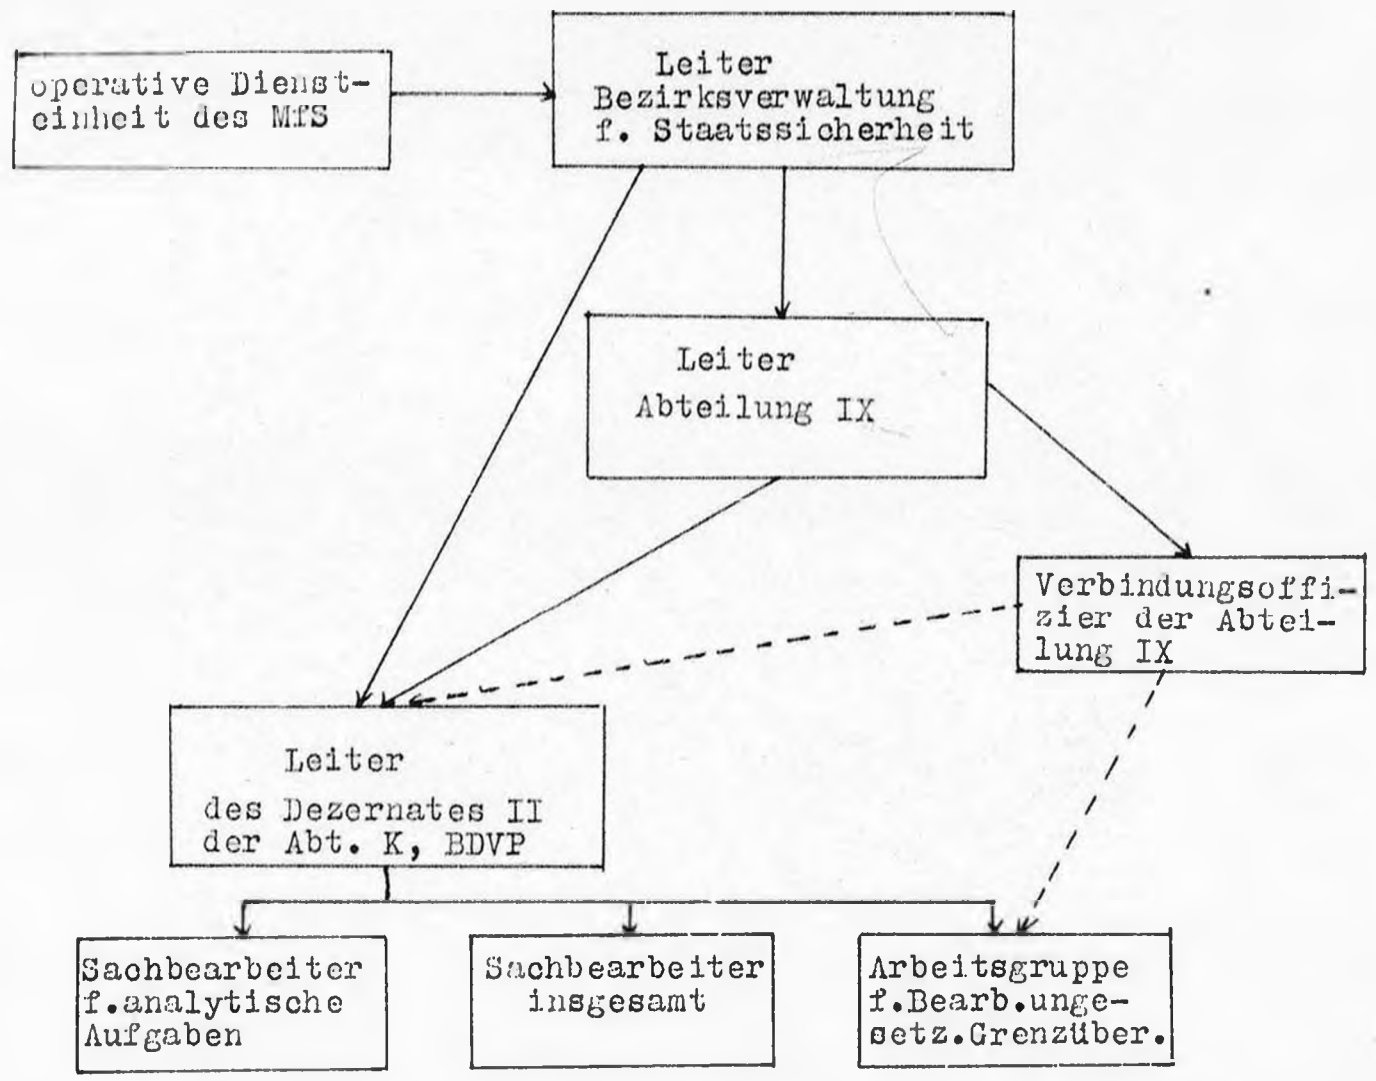 operative Dienst-
einheit des MfS
Leiter
Bezirksverwaltung
f. Staatssicherheit
Leiter
Abteilung IX
Verbindungsoffi-
zier der Abtei-
lung IX
Leiter
des Dezernates II
der Abt. K, BDVP
Sachbearbeiter
f.analytische
Aufgaben
Sachbearbeiter
insgesamt
Arbeitsgruppe
f.Bearb.unge-
setz.Grenzüber.